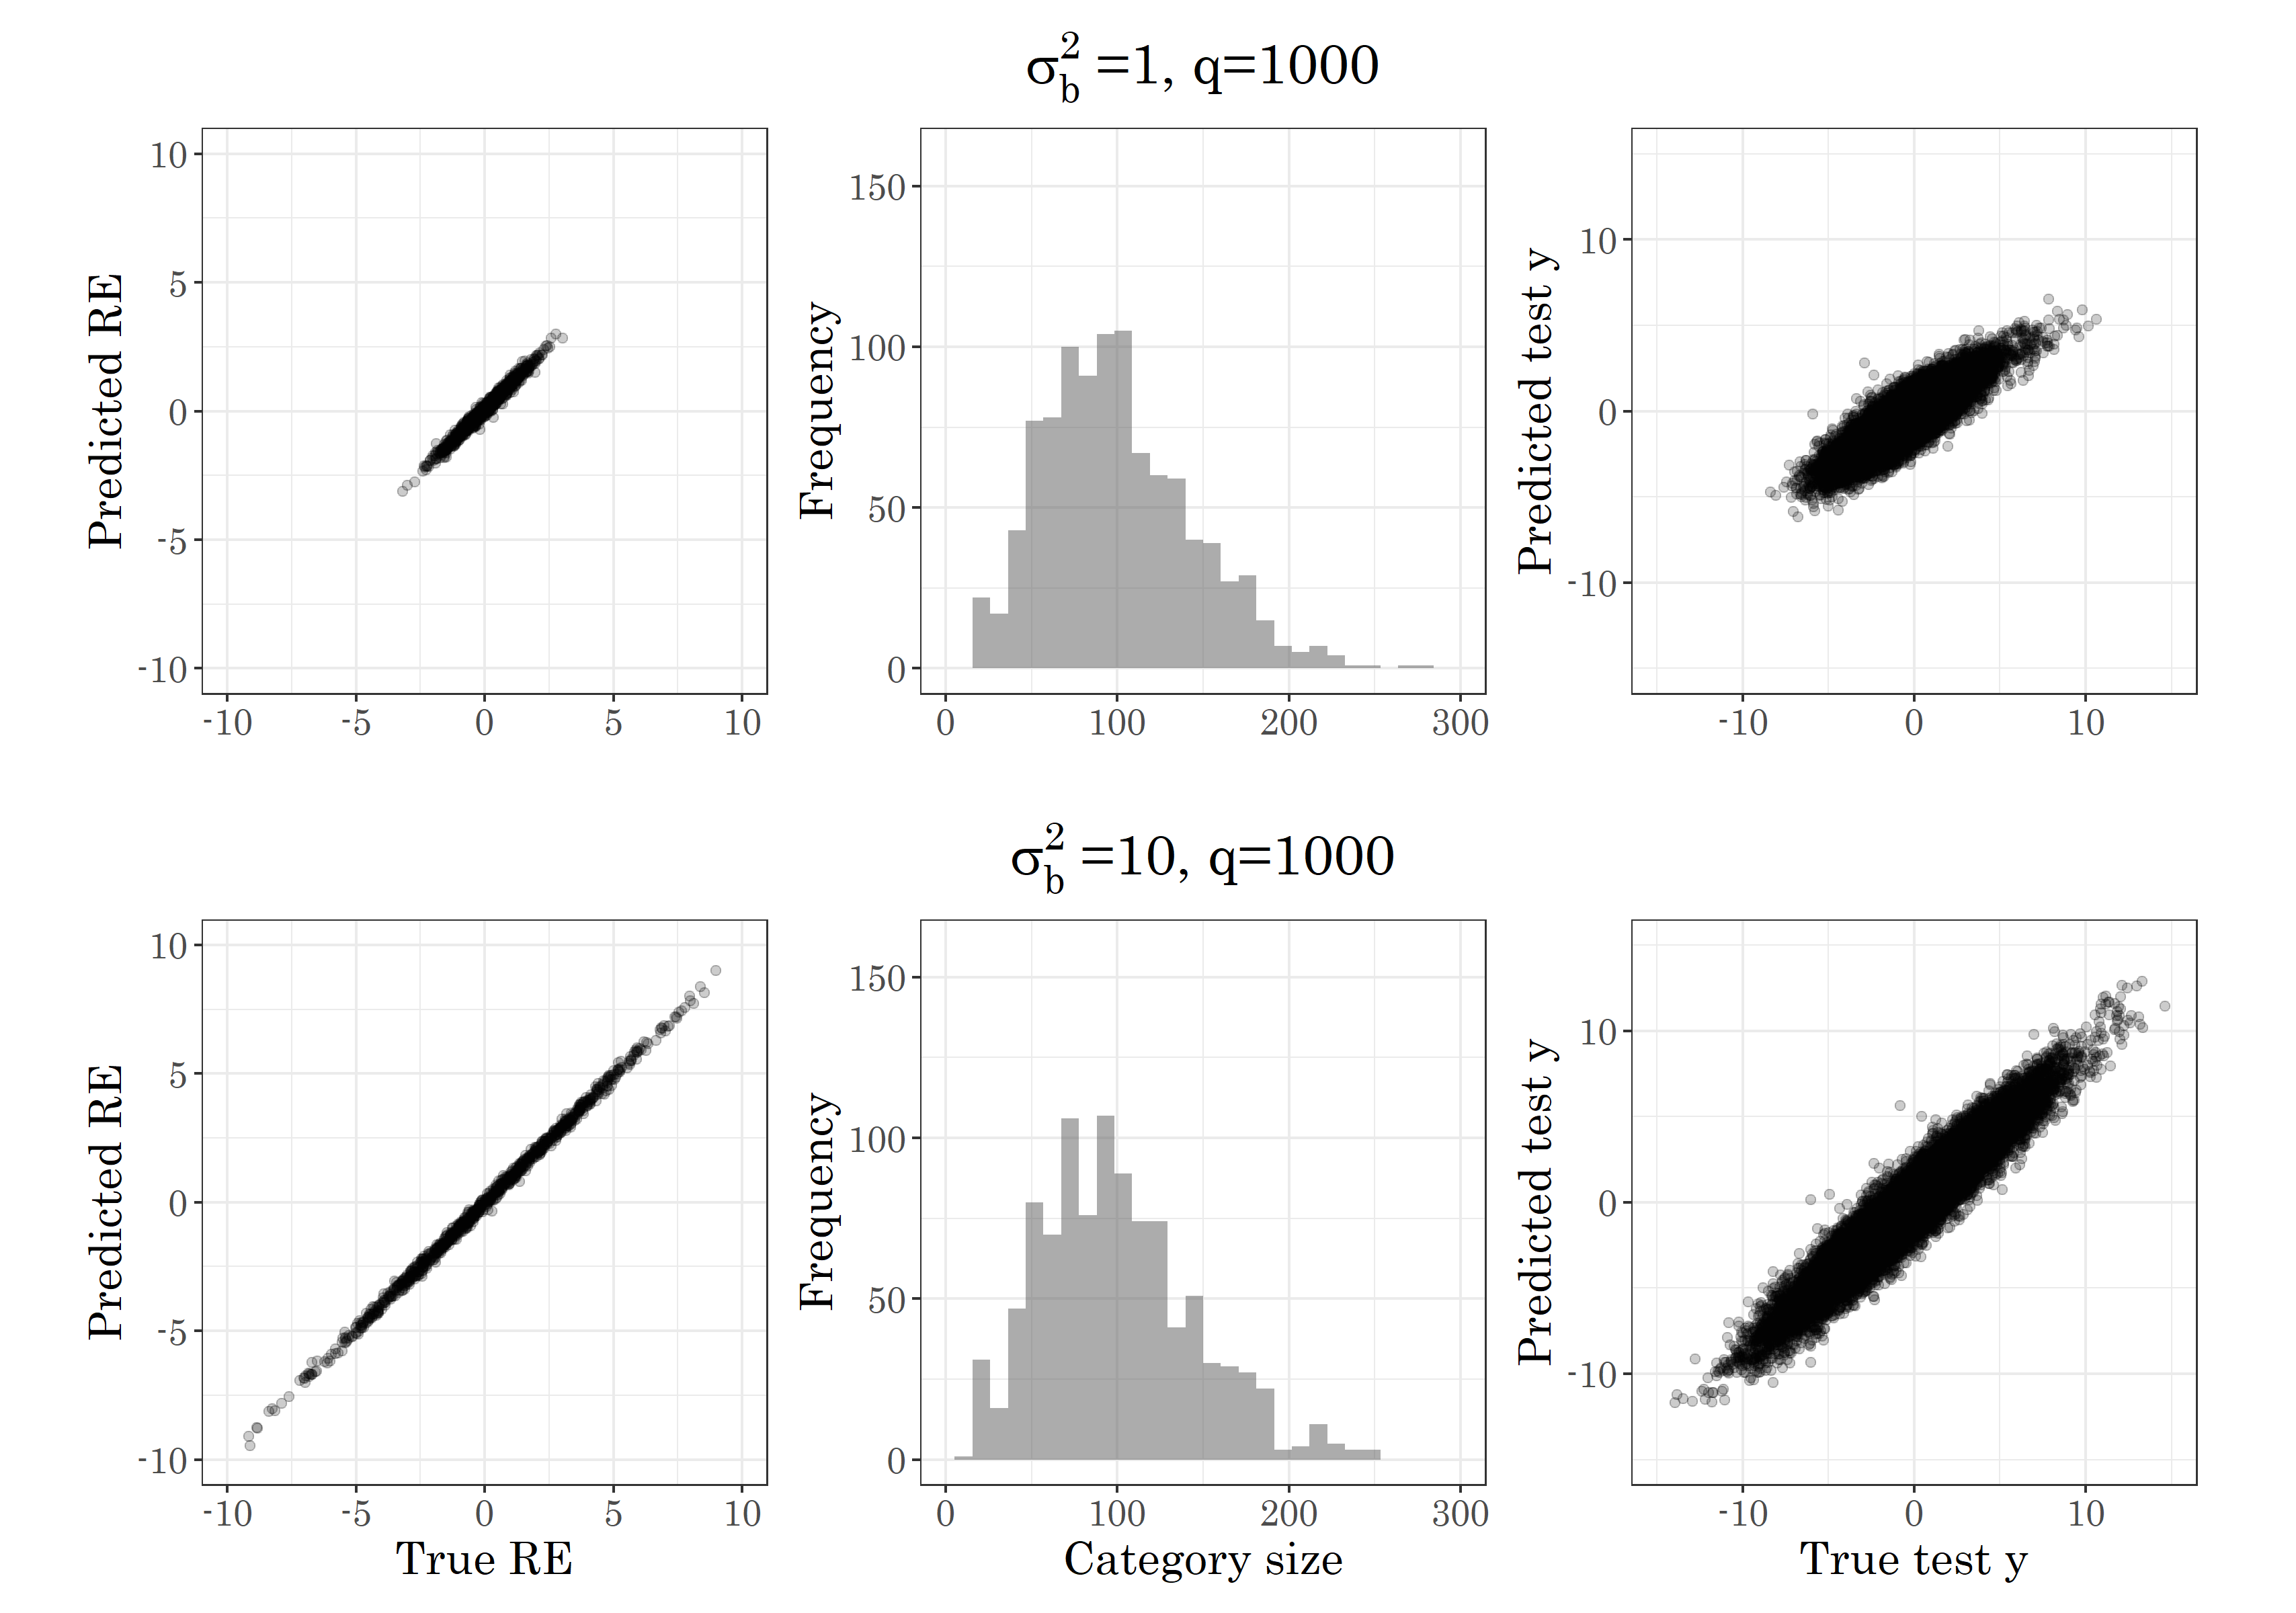 σ²_b =1, q=1000
Predicted RE
10
5
0
-5
-10
-10 -5 0 5 10
Frequency
150
100
50
0
0 100 200 300
Predicted test y
10
0
-10
-10 0 10
σ²_b =10, q=1000
Predicted RE
10
5
0
-5
-10
-10 -5 0 5 10
True RE
Frequency
150
100
50
0
0 100 200 300
Category size
Predicted test y
10
0
-10
-10 0 10
True test y